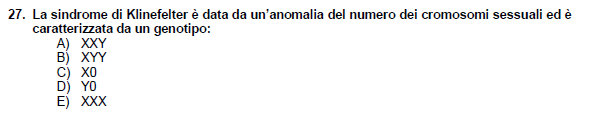 27. La sindrome di Klinefelter è data da un'anomalia del numero dei cromosomi sessuali ed è
caratterizzata da un genotipo:
A) XXY
B) XYY
C) X0
D) Y0
E) XXX